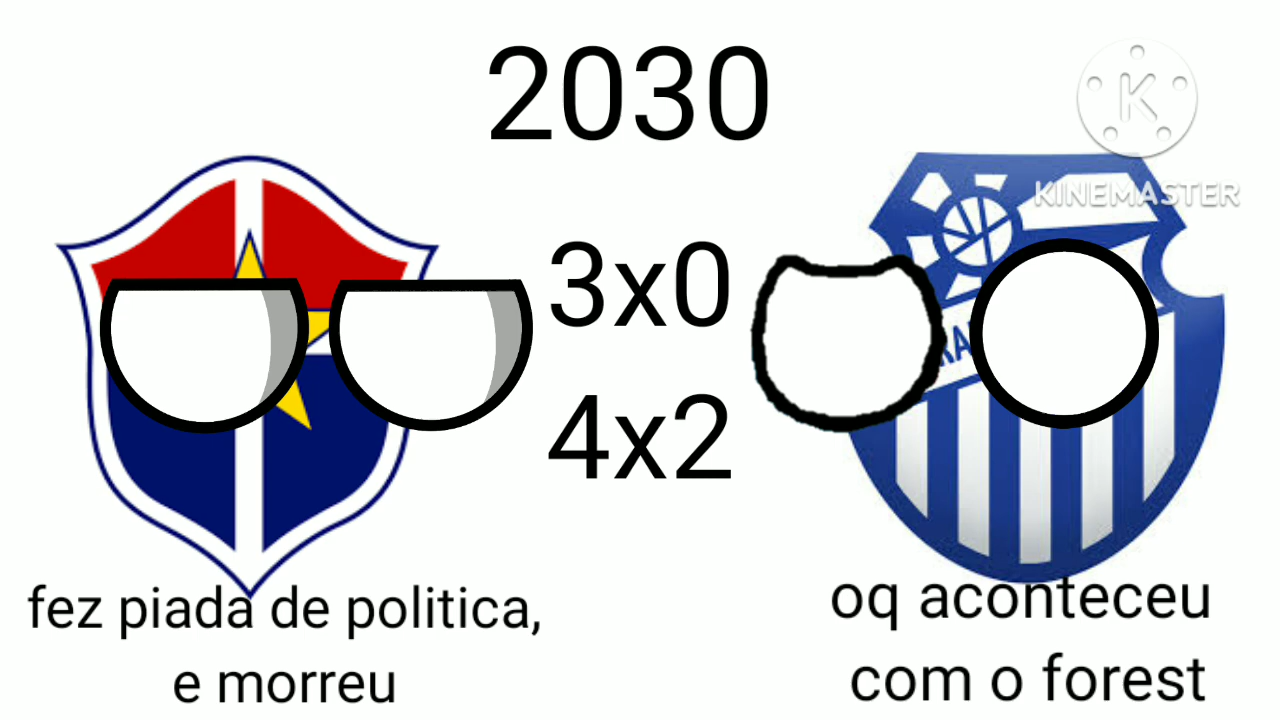 2030
K
KINEMASTER
3x0
4x2
fez piada de politica,
e morreu
oq aconteceu
com o forest